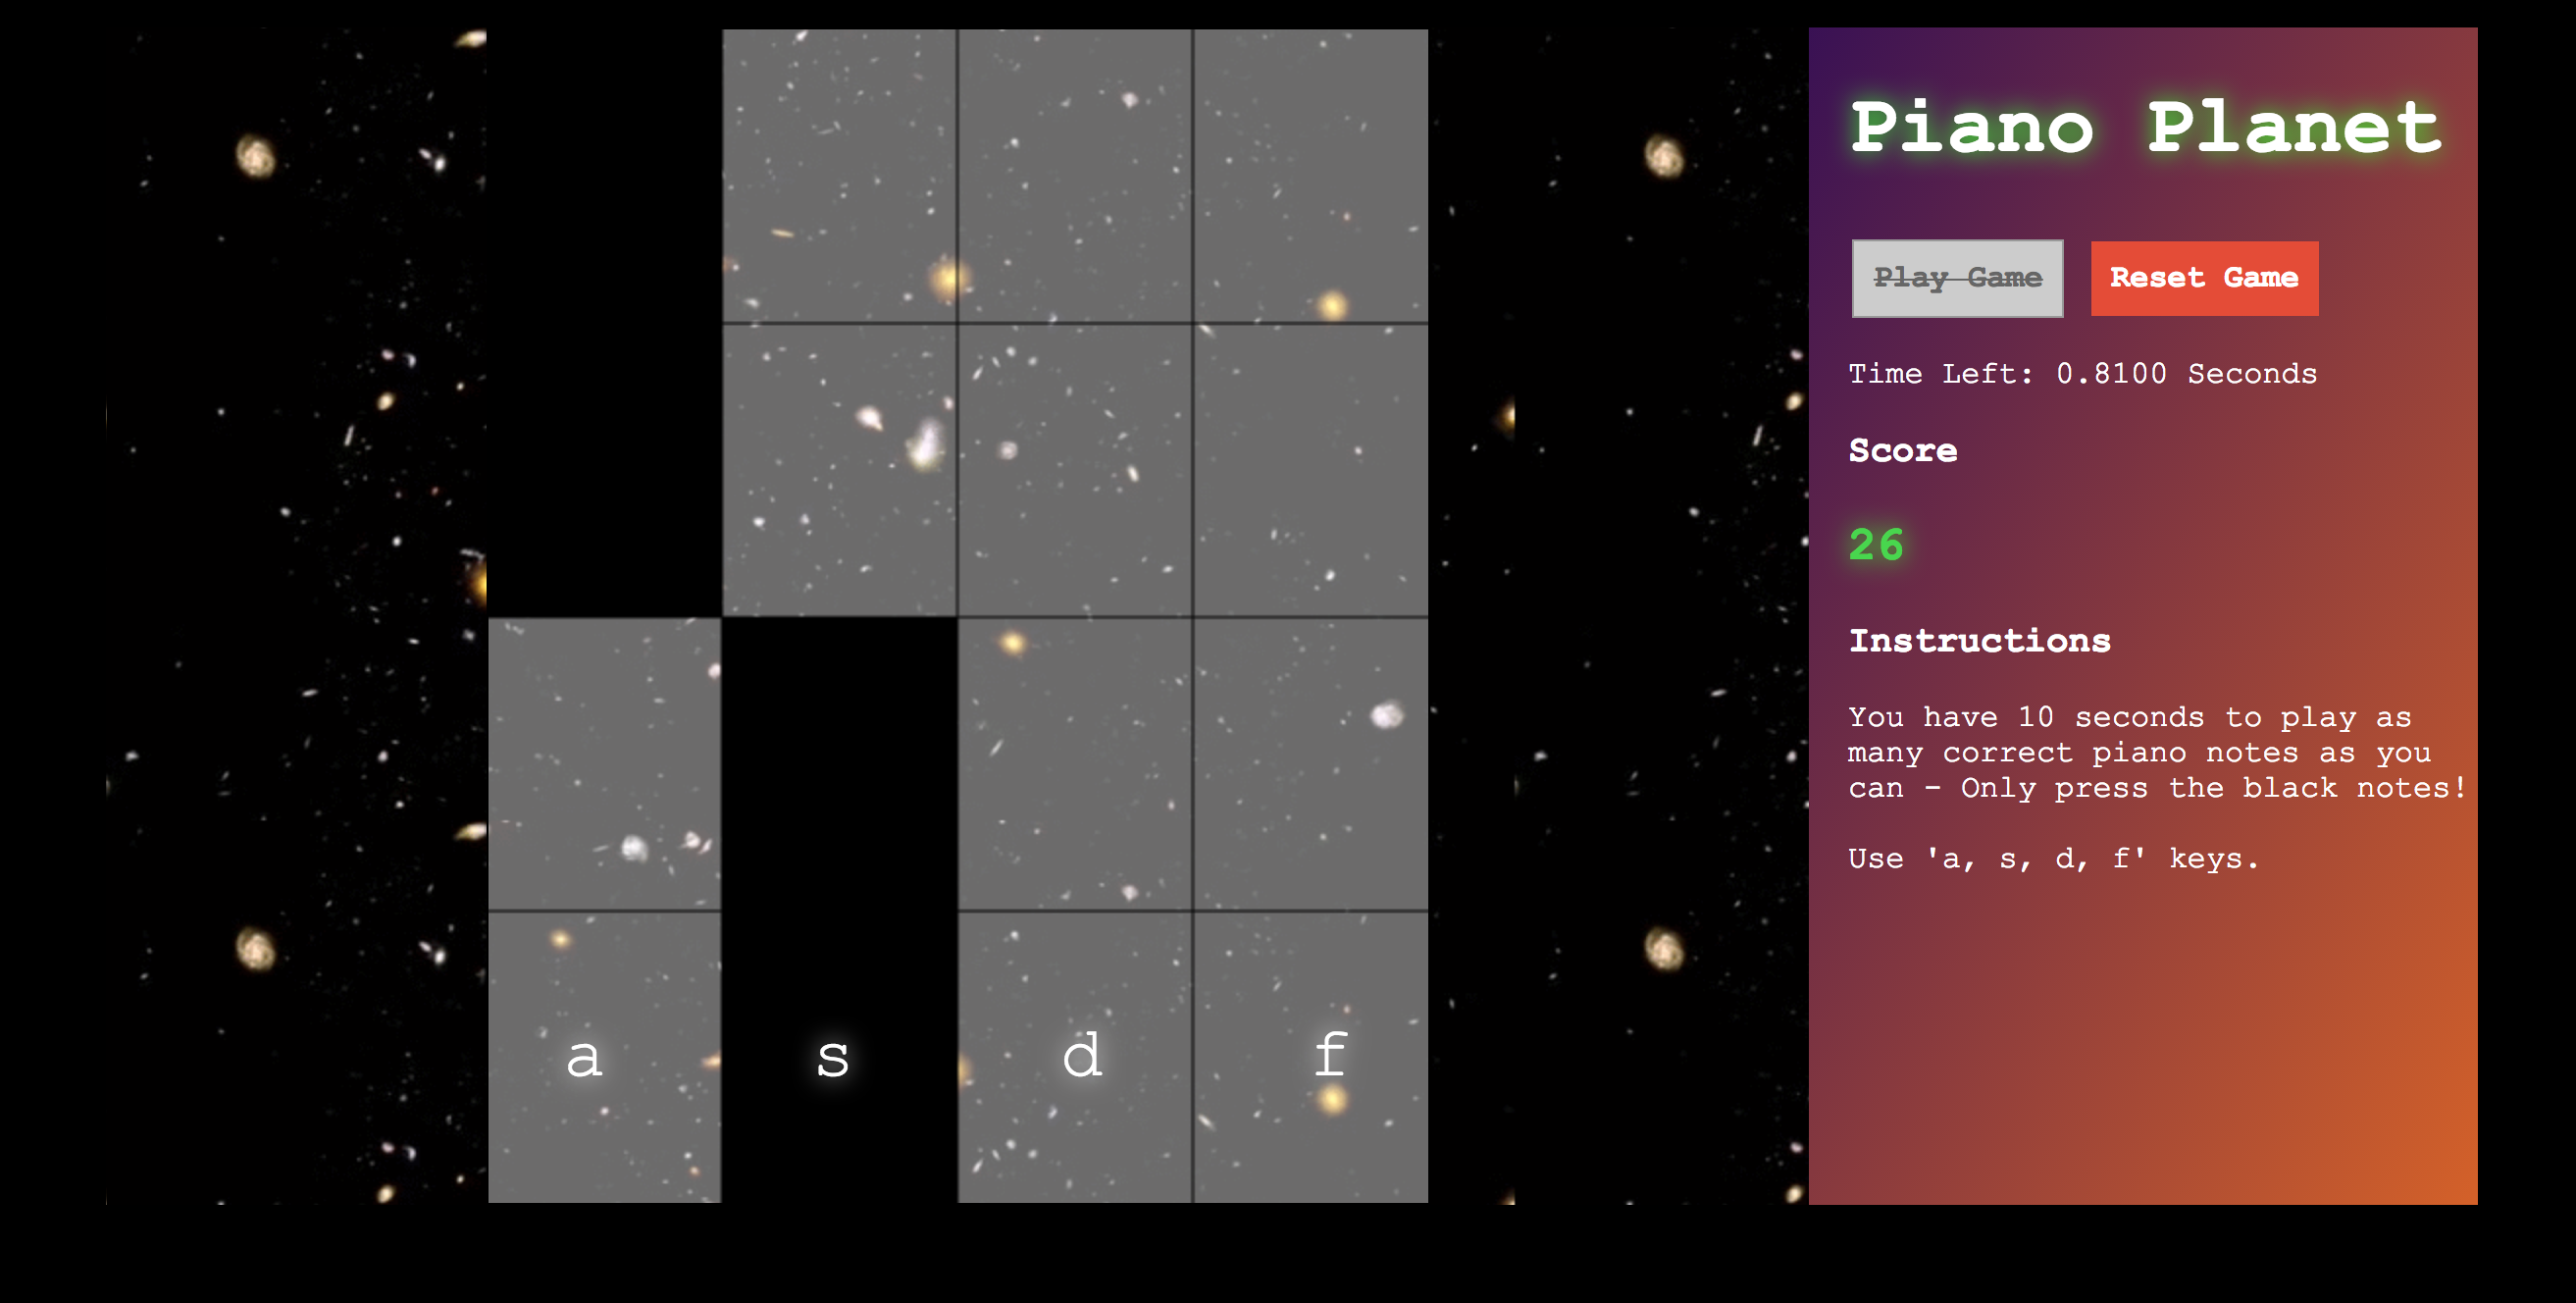 Piano Planet
Play Game
Reset Game
Time Left: 0.8100 Seconds
Score
26
Instructions
You have 10 seconds to play as
many correct piano notes as you
can - Only press the black notes!
Use 'a, s, d, f' keys.
a s d f